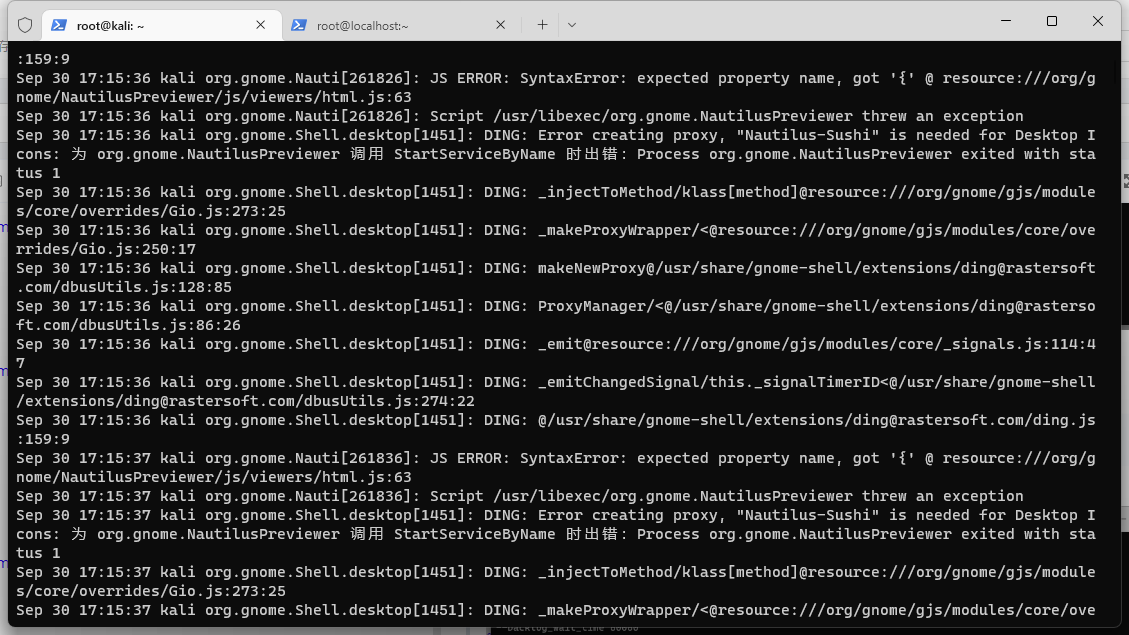 root@kali: ~
root@localhost:~
:159:9
Sep 30 17:15:36 kali org.gnome.Nauti[261826]: JS ERROR: SyntaxError: expected property name, got '{' @ resource:///org/g
nome/NautilusPreviewer/js/viewers/html.js:63
Sep 30 17:15:36 kali org.gnome.Nauti[261826]: Script /usr/libexec/org.gnome.NautilusPreviewer threw an exception
Sep 30 17:15:36 kali org.gnome.Shell.desktop[1451]: DING: Error creating proxy, "Nautilus-Sushi" is needed for Desktop I
cons: 为 org.gnome.NautilusPreviewer 调用 StartServiceByName 时出错: Process org.gnome.NautilusPreviewer exited with sta
tus 1
Sep 30 17:15:36 kali org.gnome.Shell.desktop[1451]: DING: _injectToMethod/klass[method]@resource:///org/gnome/gjs/module
s/core/overrides/Gio.js:273:25
Sep 30 17:15:36 kali org.gnome.Shell.desktop[1451]: DING: _makeProxyWrapper/<@resource:///org/gnome/gjs/modules/core/ove
rrides/Gio.js:250:17
Sep 30 17:15:36 kali org.gnome.Shell.desktop[1451]: DING: makeNewProxy@/usr/share/gnome-shell/extensions/ding@rastersoft
.com/dbusUtils.js:128:85
Sep 30 17:15:36 kali org.gnome.Shell.desktop[1451]: DING: ProxyManager/<@/usr/share/gnome-shell/extensions/ding@rasterso
ft.com/dbusUtils.js:86:26
Sep 30 17:15:36 kali org.gnome.Shell.desktop[1451]: DING: _emit@resource:///org/gnome/gjs/modules/core/_signals.js:114:4
7
Sep 30 17:15:36 kali org.gnome.Shell.desktop[1451]: DING: _emitChangedSignal/this._signalTimerID<@/usr/share/gnome-shell
/extensions/ding@rastersoft.com/dbusUtils.js:274:22
Sep 30 17:15:36 kali org.gnome.Shell.desktop[1451]: DING: @/usr/share/gnome-shell/extensions/ding@rastersoft.com/ding.js
:159:9
Sep 30 17:15:37 kali org.gnome.Nauti[261836]: JS ERROR: SyntaxError: expected property name, got '{' @ resource:///org/g
nome/NautilusPreviewer/js/viewers/html.js:63
Sep 30 17:15:37 kali org.gnome.Nauti[261836]: Script /usr/libexec/org.gnome.NautilusPreviewer threw an exception
Sep 30 17:15:37 kali org.gnome.Shell.desktop[1451]: DING: Error creating proxy, "Nautilus-Sushi" is needed for Desktop I
cons: 为 org.gnome.NautilusPreviewer 调用 StartServiceByName 时出错: Process org.gnome.NautilusPreviewer exited with sta
tus 1
Sep 30 17:15:37 kali org.gnome.Shell.desktop[1451]: DING: _injectToMethod/klass[method]@resource:///org/gnome/gjs/module
s/core/overrides/Gio.js:273:25
Sep 30 17:15:37 kali org.gnome.Shell.desktop[1451]: DING: _makeProxyWrapper/<@resource:///org/gnome/gjs/modules/core/ove